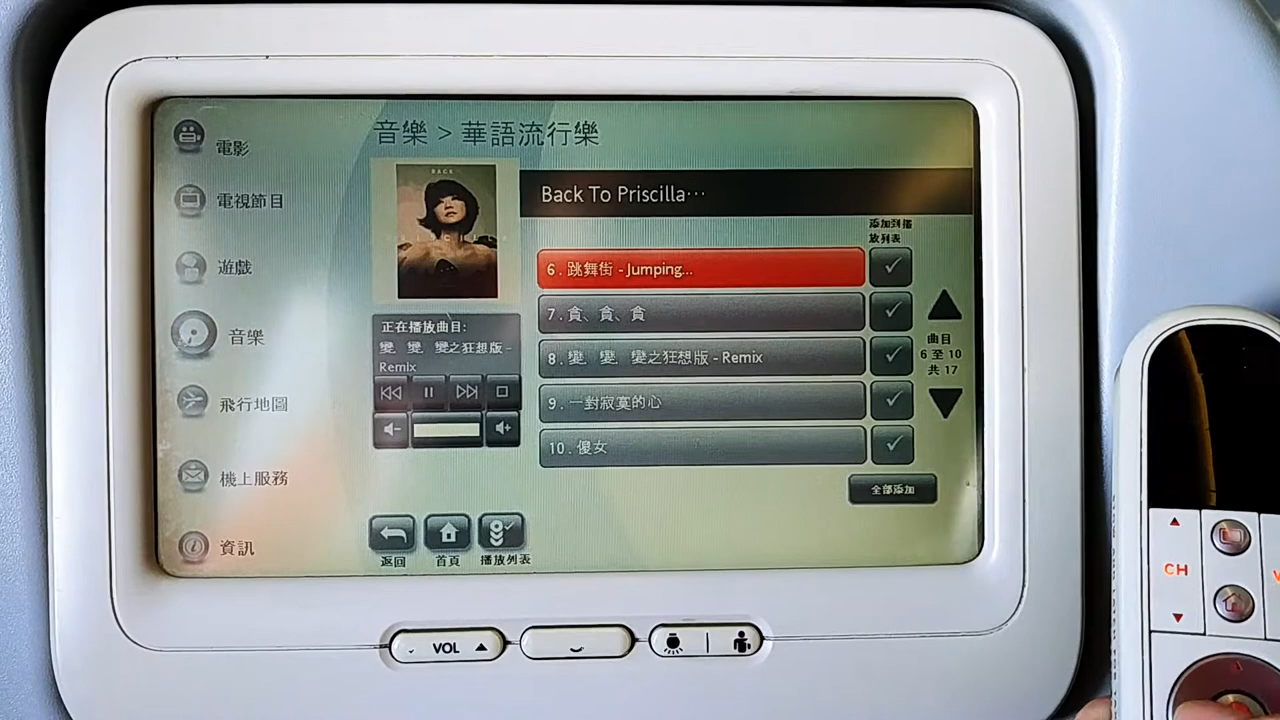 電影
電視節目
遊戲
音樂
飛行地圖
機上服務
資訊
音樂 > 華語流行樂
BACK
Back To Priscilla…
添加到播
放列表
6 . 跳舞街 - Jumping...
7 . 貪、貪、貪
8 . 變 變 變之狂想版 - Remix
9 . 一對寂寞的心
10 . 傻女
曲目
6 至 10
共 17
全部添加
正在播放曲目:
變 變 變之狂想版 -
Remix
返回
首頁
播放列表
VOL
CH